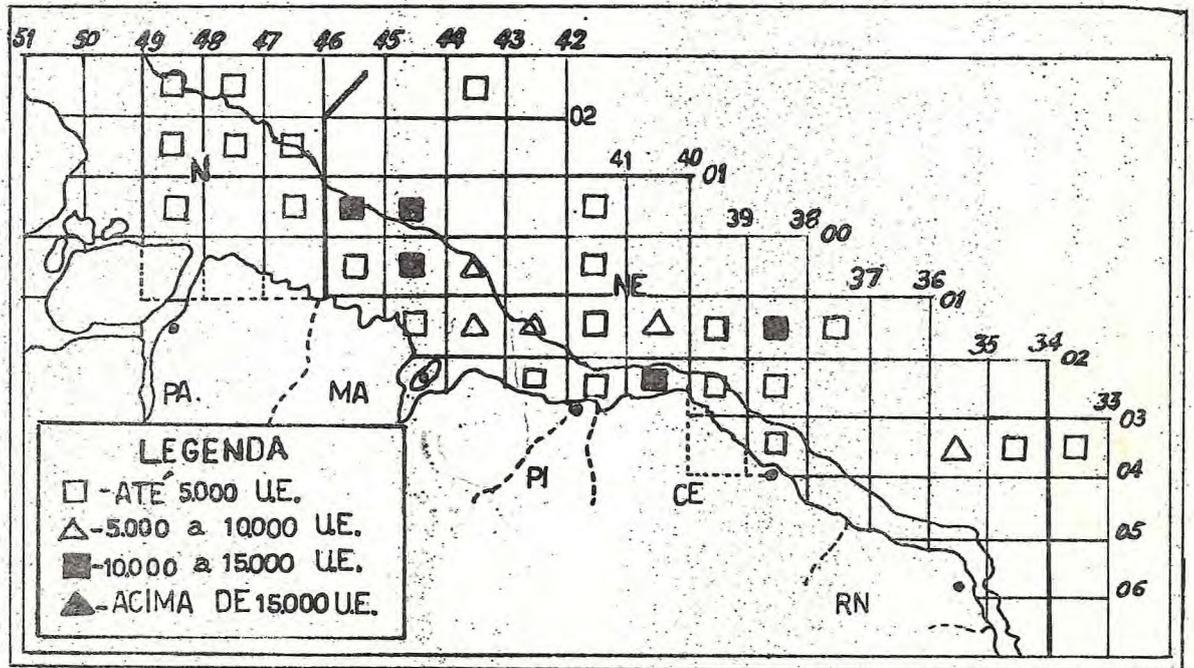 51 50 49 48 47 46 45 44 43 42
02
41 40 01
N
39 38 00
NE
37 36 01
35 34 02
PA.
MA
33 03
PI
CE
04
05
06
RN
LEGENDA
-ATÉ 5.000 U.E.
-5.000 a 10.000 U.E.
-10.000 a 15.000 U.E.
-ACIMA DE 15.000 U.E.